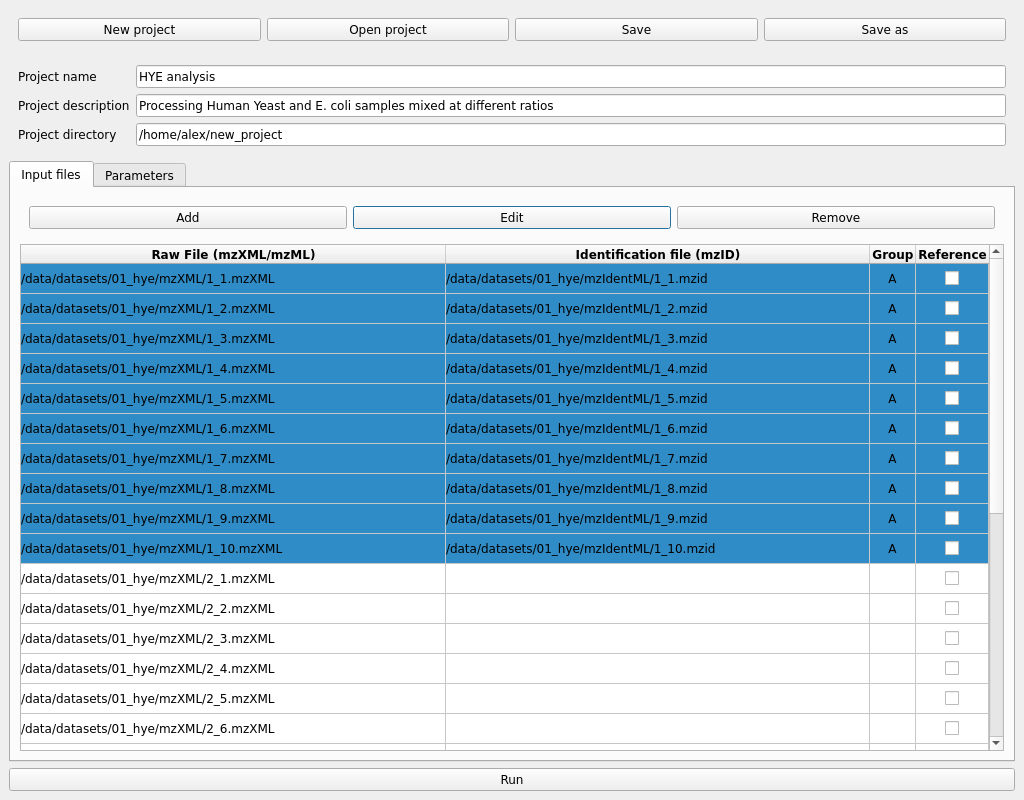 New project Open project Save Save as
Project name HYE analysis
Project description Processing Human Yeast and E. coli samples mixed at different ratios
Project directory /home/alex/new_project
Input files Parameters
Add Edit Remove
Raw File (mzXML/mzML) Identification file (mzID) Group Reference
/data/datasets/01_hye/mzXML/1_1.mzXML /data/datasets/01_hye/mzIdentML/1_1.mzid A
/data/datasets/01_hye/mzXML/1_2.mzXML /data/datasets/01_hye/mzIdentML/1_2.mzid A
/data/datasets/01_hye/mzXML/1_3.mzXML /data/datasets/01_hye/mzIdentML/1_3.mzid A
/data/datasets/01_hye/mzXML/1_4.mzXML /data/datasets/01_hye/mzIdentML/1_4.mzid A
/data/datasets/01_hye/mzXML/1_5.mzXML /data/datasets/01_hye/mzIdentML/1_5.mzid A
/data/datasets/01_hye/mzXML/1_6.mzXML /data/datasets/01_hye/mzIdentML/1_6.mzid A
/data/datasets/01_hye/mzXML/1_7.mzXML /data/datasets/01_hye/mzIdentML/1_7.mzid A
/data/datasets/01_hye/mzXML/1_8.mzXML /data/datasets/01_hye/mzIdentML/1_8.mzid A
/data/datasets/01_hye/mzXML/1_9.mzXML /data/datasets/01_hye/mzIdentML/1_9.mzid A
/data/datasets/01_hye/mzXML/1_10.mzXML /data/datasets/01_hye/mzIdentML/1_10.mzid A
/data/datasets/01_hye/mzXML/2_1.mzXML
/data/datasets/01_hye/mzXML/2_2.mzXML
/data/datasets/01_hye/mzXML/2_3.mzXML
/data/datasets/01_hye/mzXML/2_4.mzXML
/data/datasets/01_hye/mzXML/2_5.mzXML
/data/datasets/01_hye/mzXML/2_6.mzXML
Run